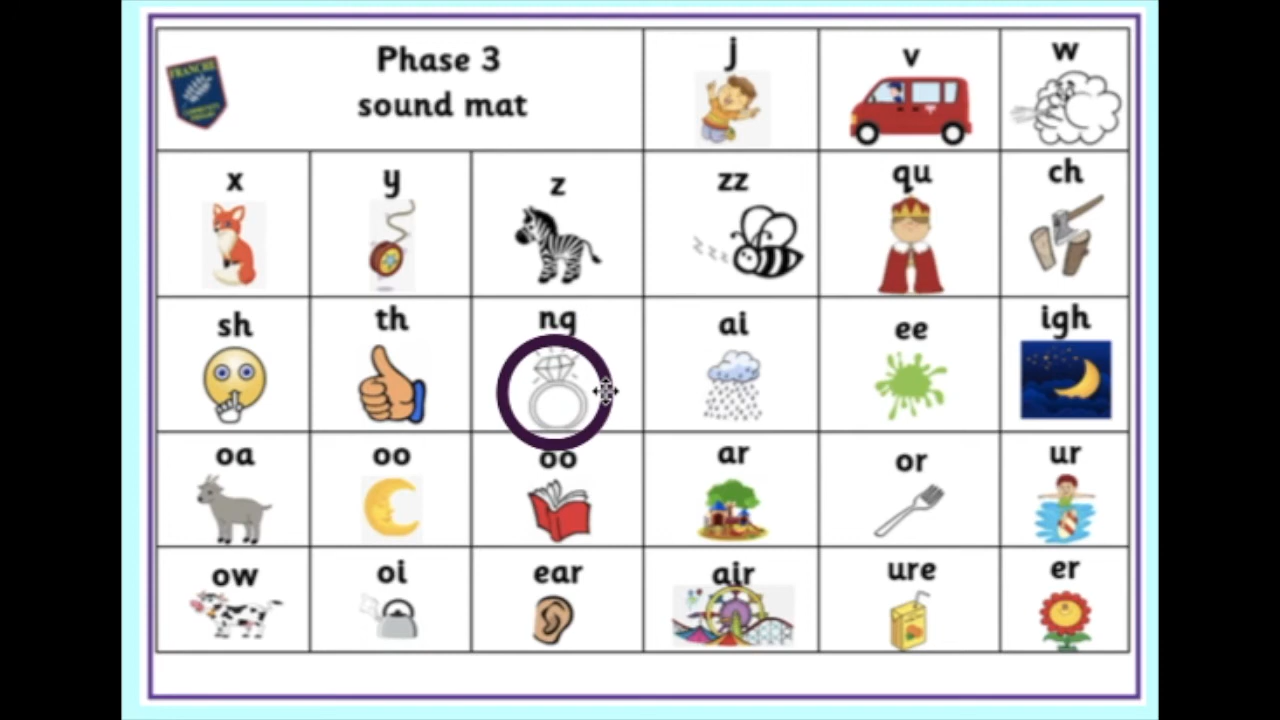 FRANCHE
Phase 3
sound mat
j
v
w
x
y
z
zz
qu
ch
sh
th
ng
ai
ee
igh
oa
oo
oo
ar
or
ur
ow
oi
ear
air
ure
er